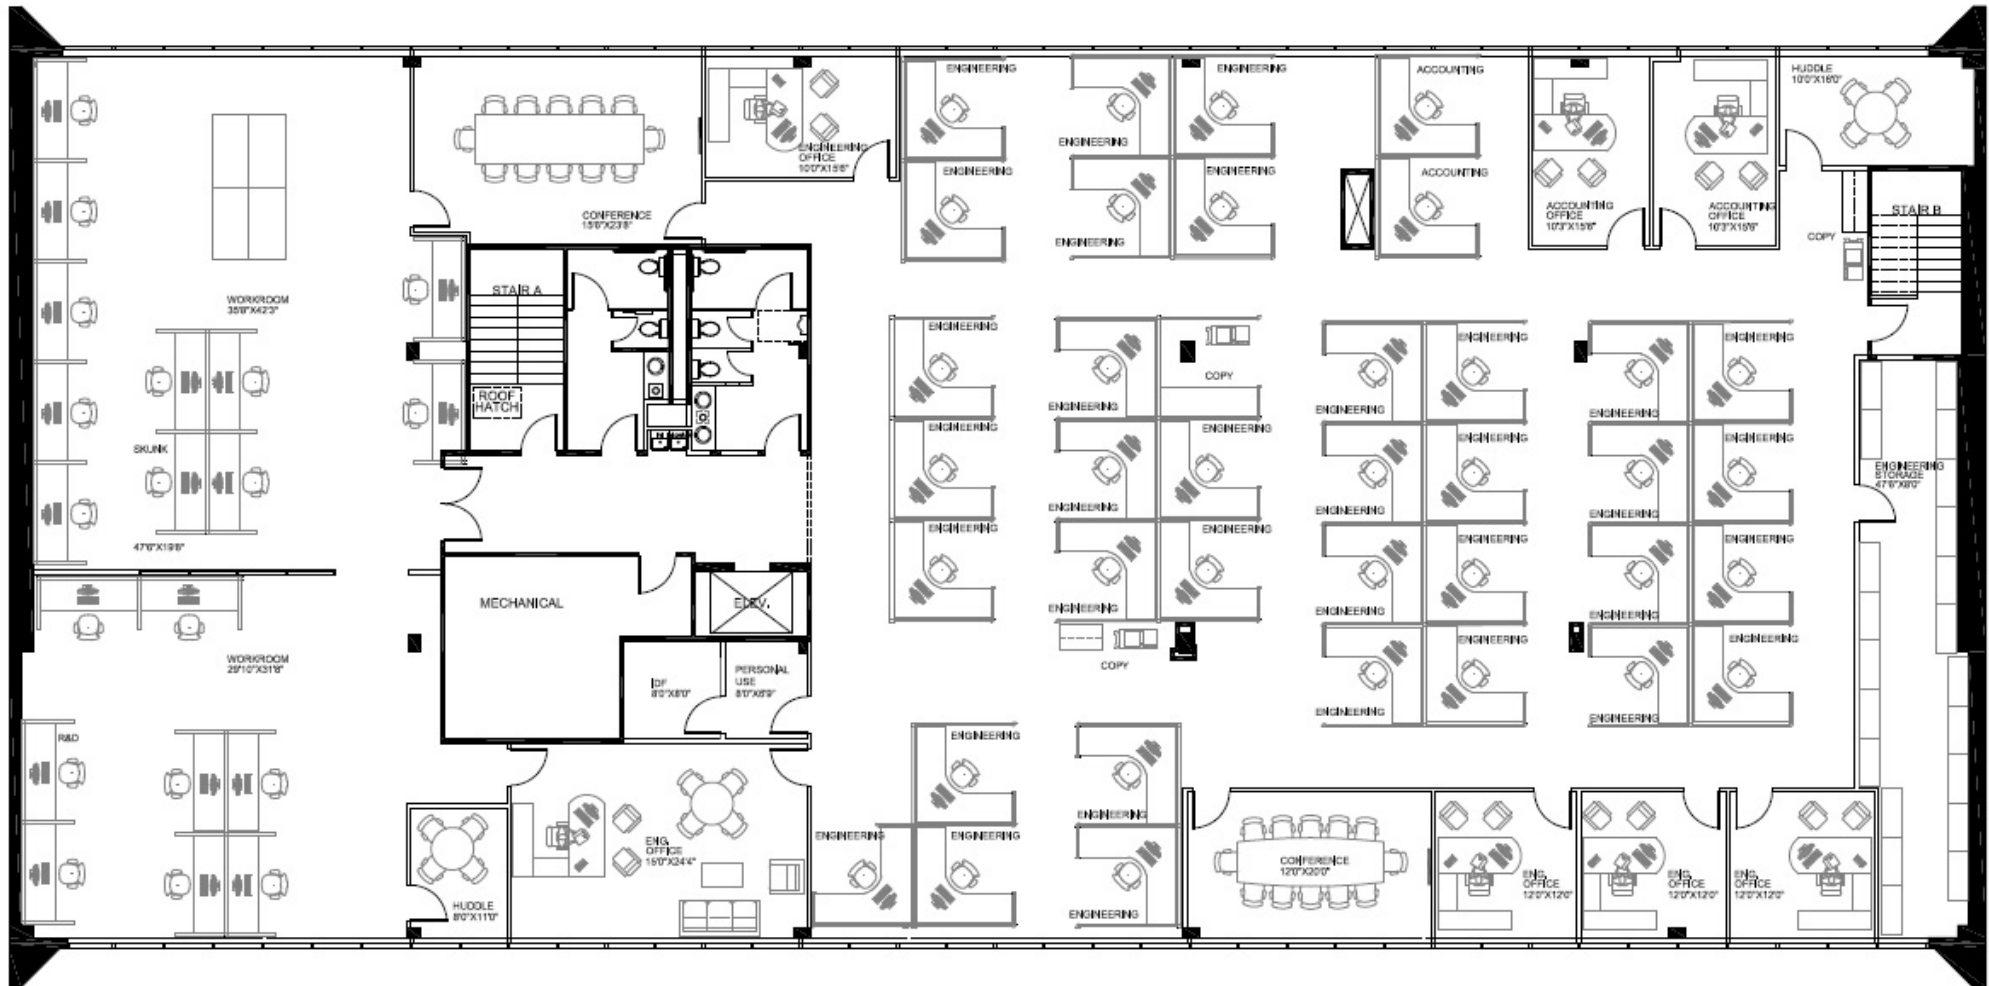 ENGINEERING
ENGINEERING
ACCOUNTING
HUDDLE
10'0"X16'0"
ENGINEERING
OFFICE
10'0"X15'6"
ENGINEERING
ENGINEERING
ENGINEERING
ACCOUNTING
CONFERENCE
15'6"X23'8"
ENGINEERING
ACCOUNTING
OFFICE
10'3"X15'6"
ACCOUNTING
OFFICE
10'3"X15'6"
STAIR B
COPY
STAIR A
WORKROOM
35'8"X42'3"
ENGINEERING
ENGINEERING
ENGINEERING
COPY
ROOF
HATCH
ENGINEERING
ENGINEERING
ENGINEERING
ENGINEERING
ENGINEERING
ENGINEERING
ENGINEERING
SKUNK
ENGINEERING
STORAGE
47'6"X8'0"
ENGINEERING
ENGINEERING
ENGINEERING
ENGINEERING
ENGINEERING
ENGINEERING
ENGINEERING
47'6"X19'8"
MECHANICAL
ELEV.
ENGINEERING
ENGINEERING
ENGINEERING
ENGINEERING
ENGINEERING
WORKROOM
29'10"X31'8"
COPY
IDF
8'0"X8'0"
PERSONAL
USE
8'0"X6'9"
ENGINEERING
ENGINEERING
R&D
ENGINEERING
ENGINEERING
ENGINEERING
ENGINEERING
ENG.
OFFICE
15'0"X24'4"
CONFERENCE
12'0"X20'0"
ENG.
OFFICE
12'0"X12'0"
ENG.
OFFICE
12'0"X12'0"
ENG.
OFFICE
12'0"X12'0"
HUDDLE
8'0"X11'0"
ENGINEERING